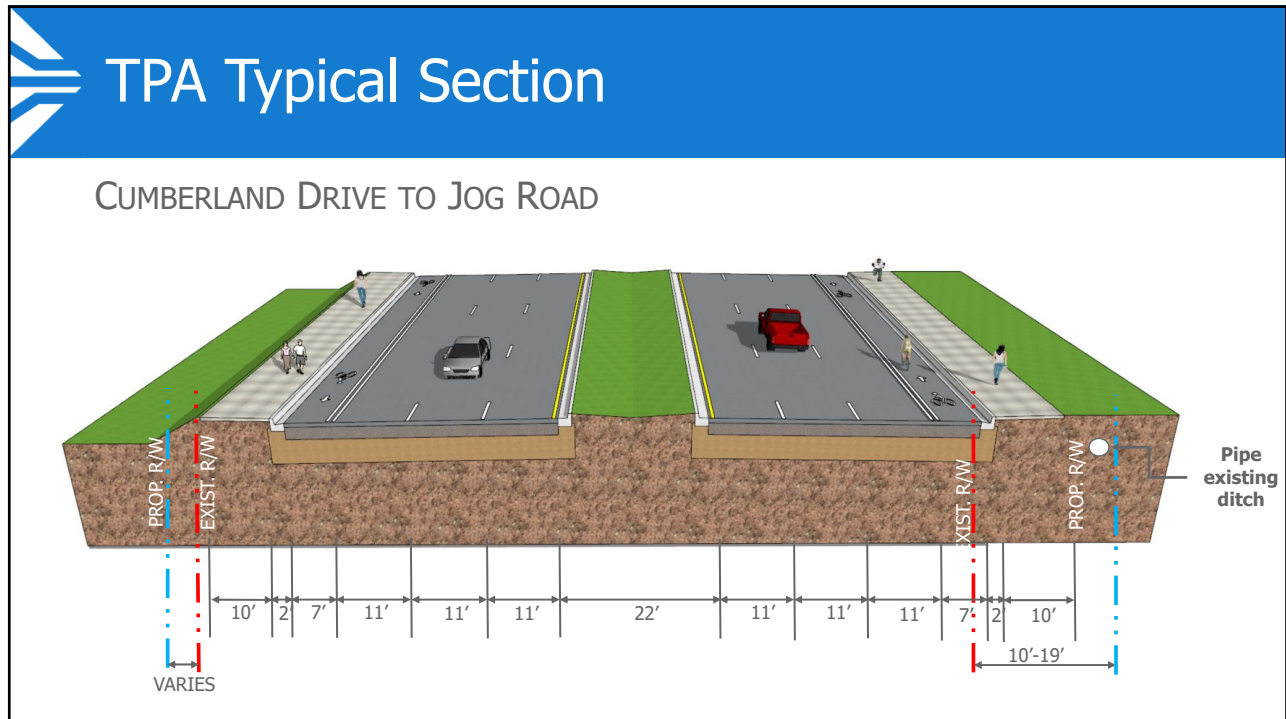 TPA Typical Section
CUMBERLAND DRIVE TO JOG ROAD
PROP. R/W
EXIST. R/W
EXIST. R/W
PROP. R/W
Pipe
existing
ditch
10′ 2′ 7′ 11′ 11′ 11′ 22′ 11′ 11′ 11′ 7′ 2′ 10′
10′-19′
VARIES